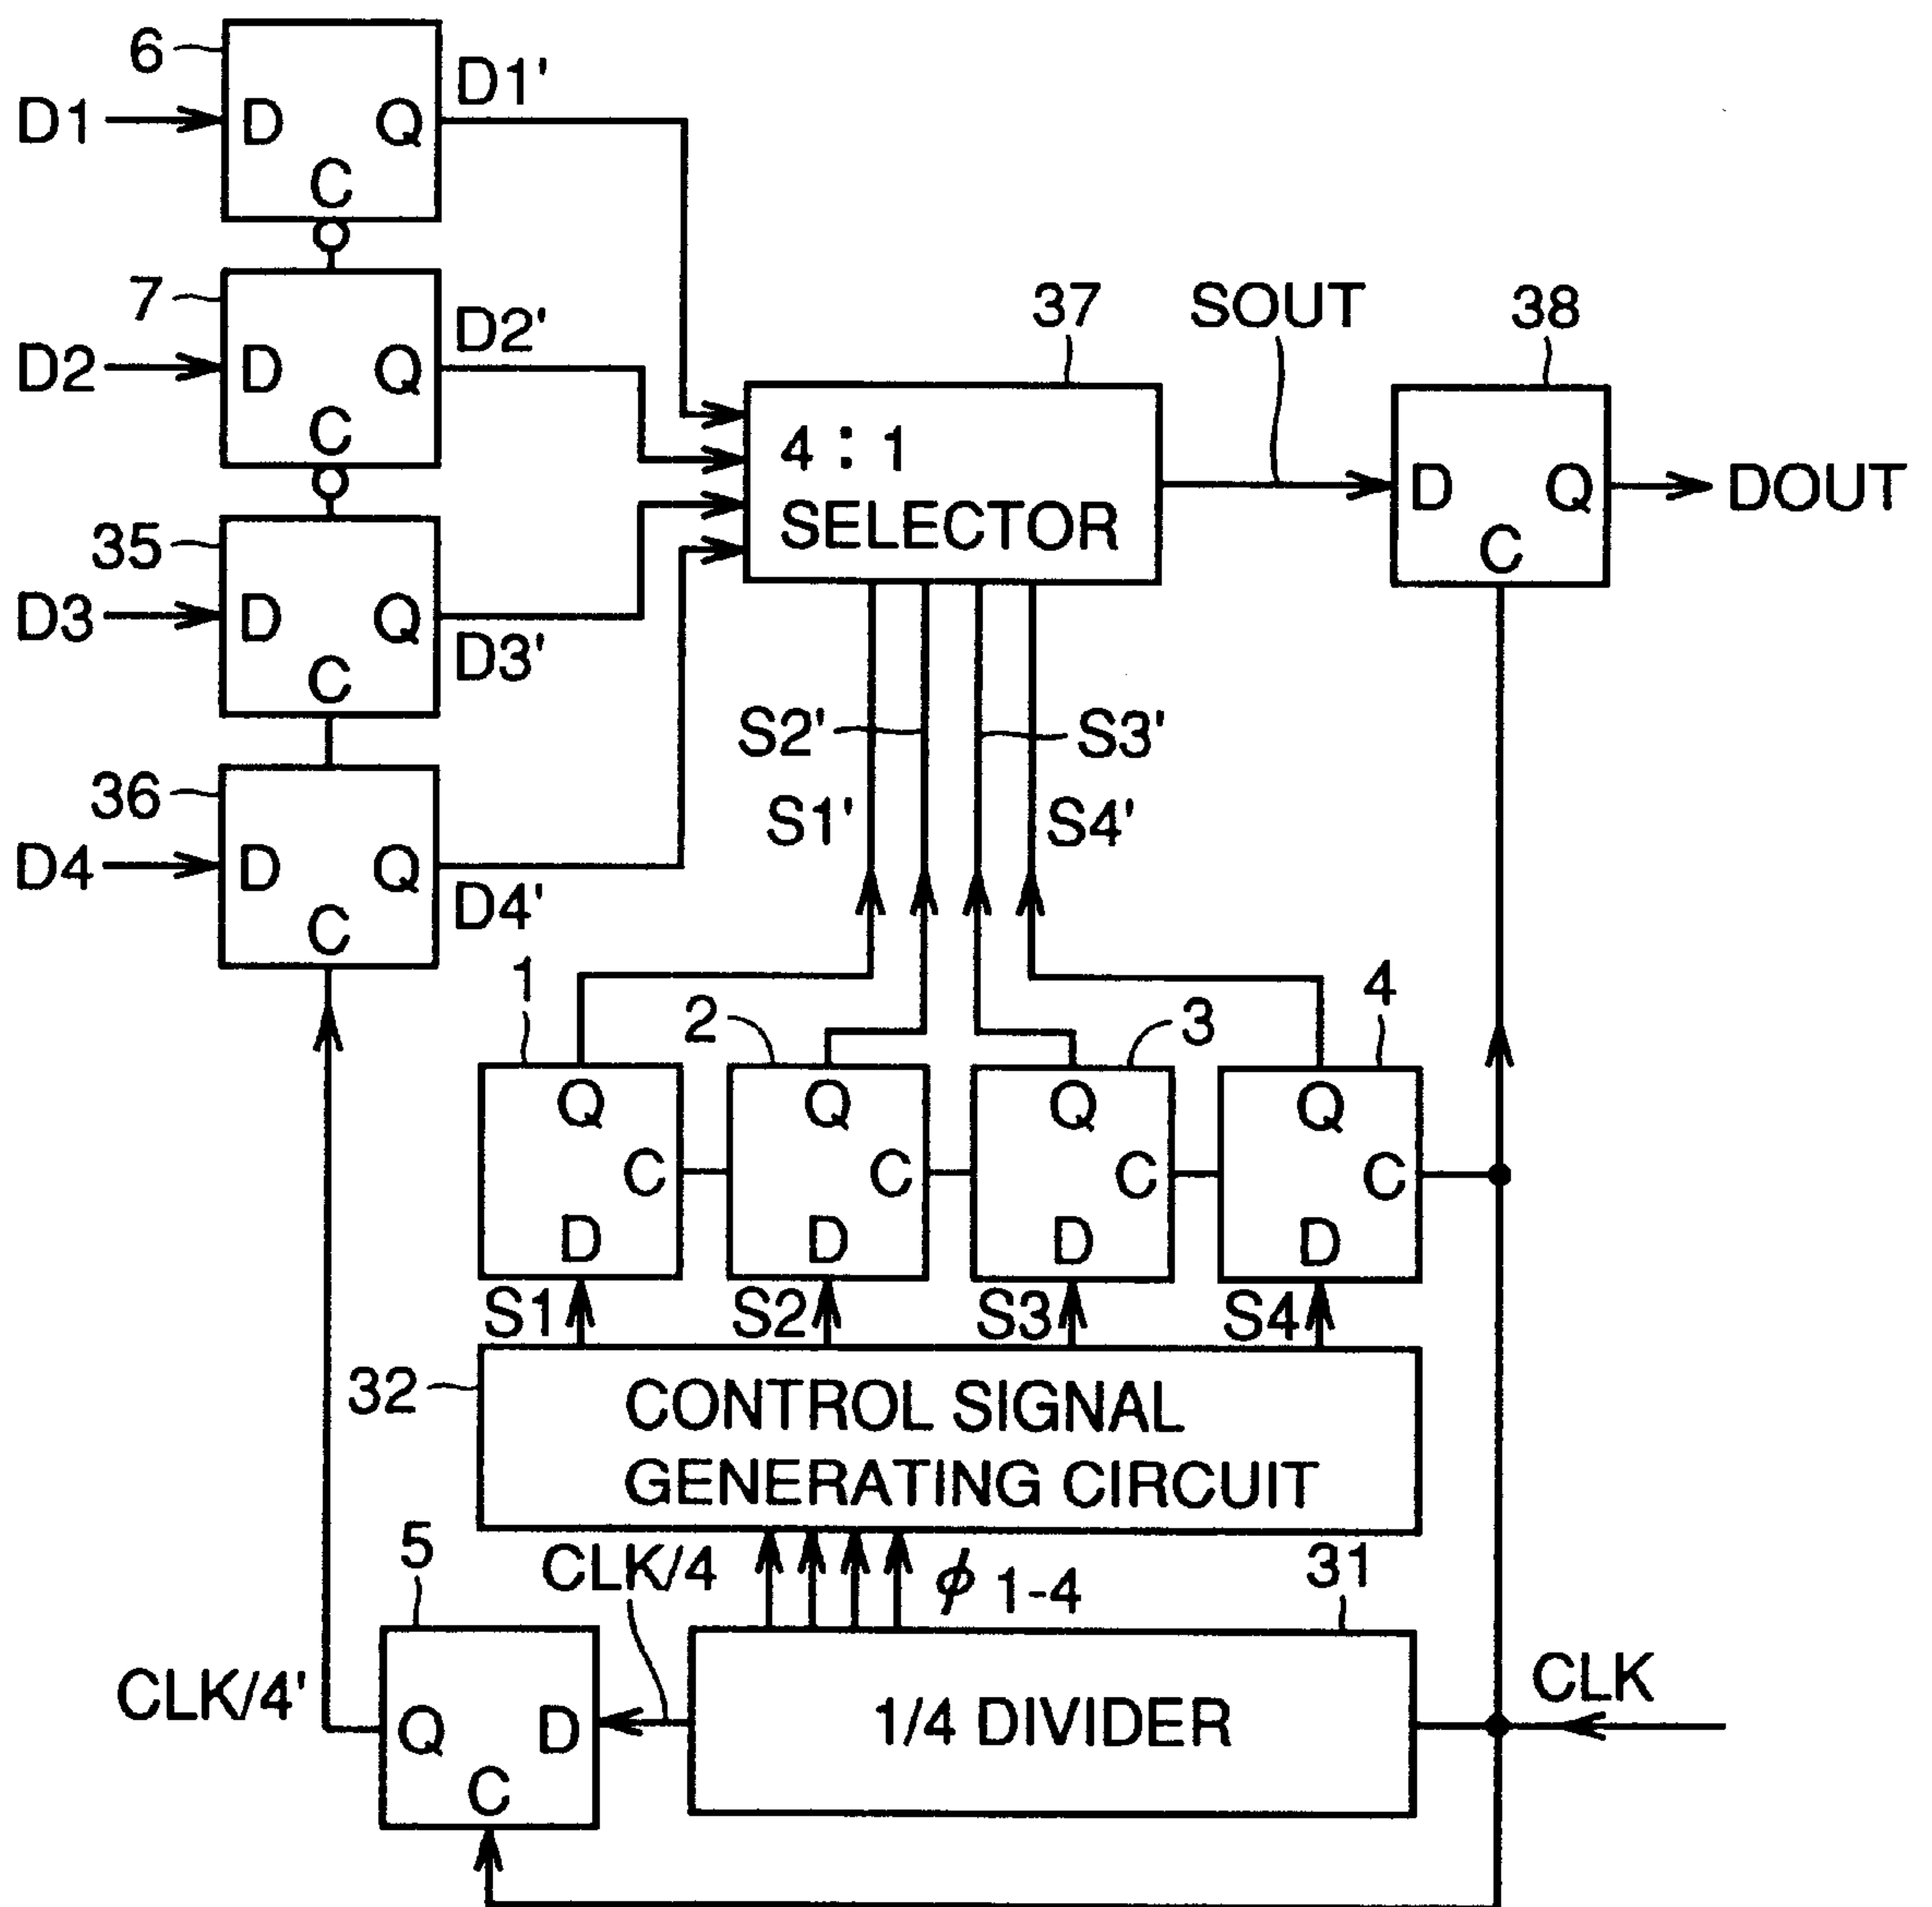 6
D1
D Q
C
D1'
7
D2
D Q
C
D2'
35
D3
D Q
C
D3'
36
D4
D Q
C
D4'
37
4 : 1
SELECTOR
SOUT
38
D Q
C
DOUT
S2'
S3'
S1'
S4'
1
Q
C
D
2
Q
C
D
3
Q
C
D
4
Q
C
D
S1
S2
S3
S4
32
CONTROL SIGNAL
GENERATING CIRCUIT
5
CLK/4
ϕ 1-4
31
CLK/4'
Q D
C
1/4 DIVIDER
CLK